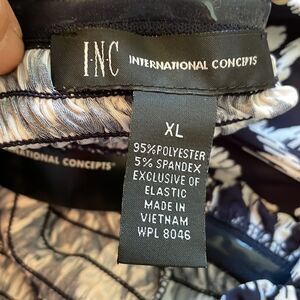 I·N·C INTERNATIONAL CONCEPTS
XL
95% POLYESTER
5% SPANDEX
EXCLUSIVE OF
ELASTIC
MADE IN
VIETNAM
WPL 8046
NATIONAL CONCEPTS